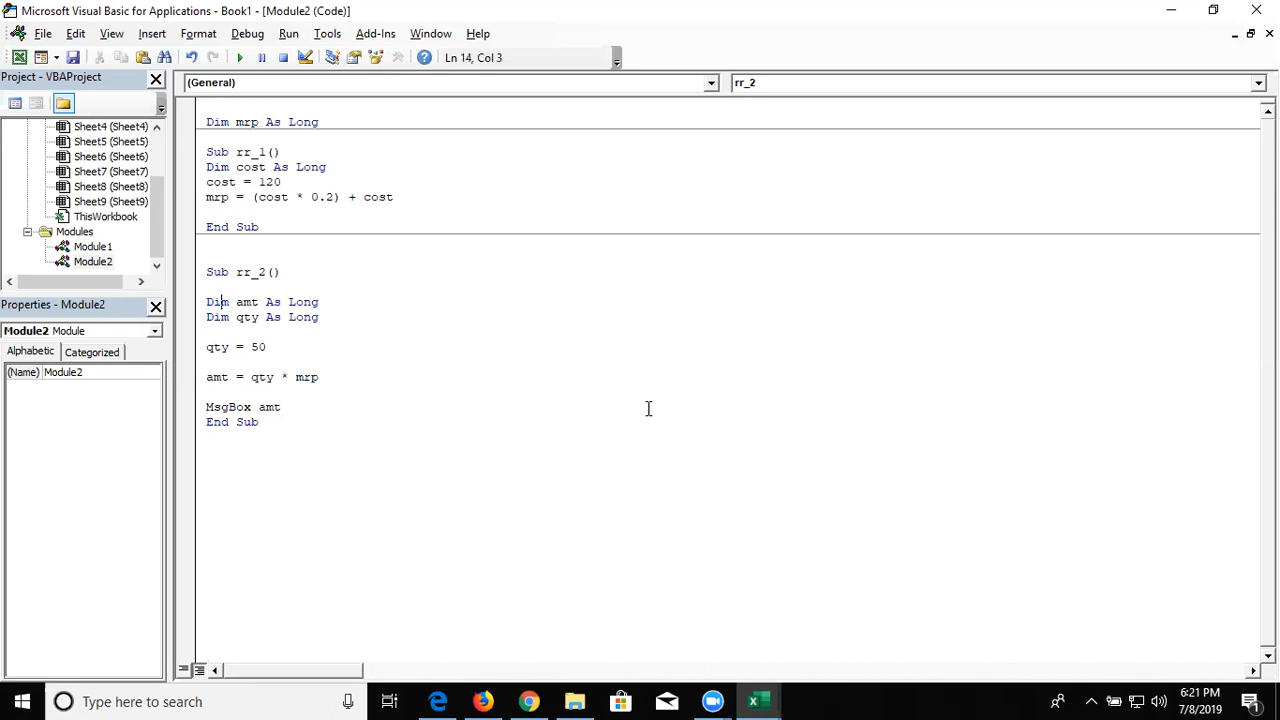 Microsoft Visual Basic for Applications - Book1 - [Module2 (Code)]
File Edit View Insert Format Debug Run Tools Add-Ins Window Help
Ln 14, Col 3
Project - VBAProject
(General)
rr_2
Sheet4 (Sheet4)
Sheet5 (Sheet5)
Sheet6 (Sheet6)
Sheet7 (Sheet7)
Sheet8 (Sheet8)
Sheet9 (Sheet9)
ThisWorkbook
Modules
Module1
Module2
Properties - Module2
Module2 Module
Alphabetic Categorized
(Name) Module2
Dim mrp As Long
Sub rr_1()
Dim cost As Long
cost = 120
mrp = (cost * 0.2) + cost
End Sub
Sub rr_2()
Dim amt As Long
Dim qty As Long
qty = 50
amt = qty * mrp
MsgBox amt
End Sub
Type here to search
6:21 PM
7/8/2019
1